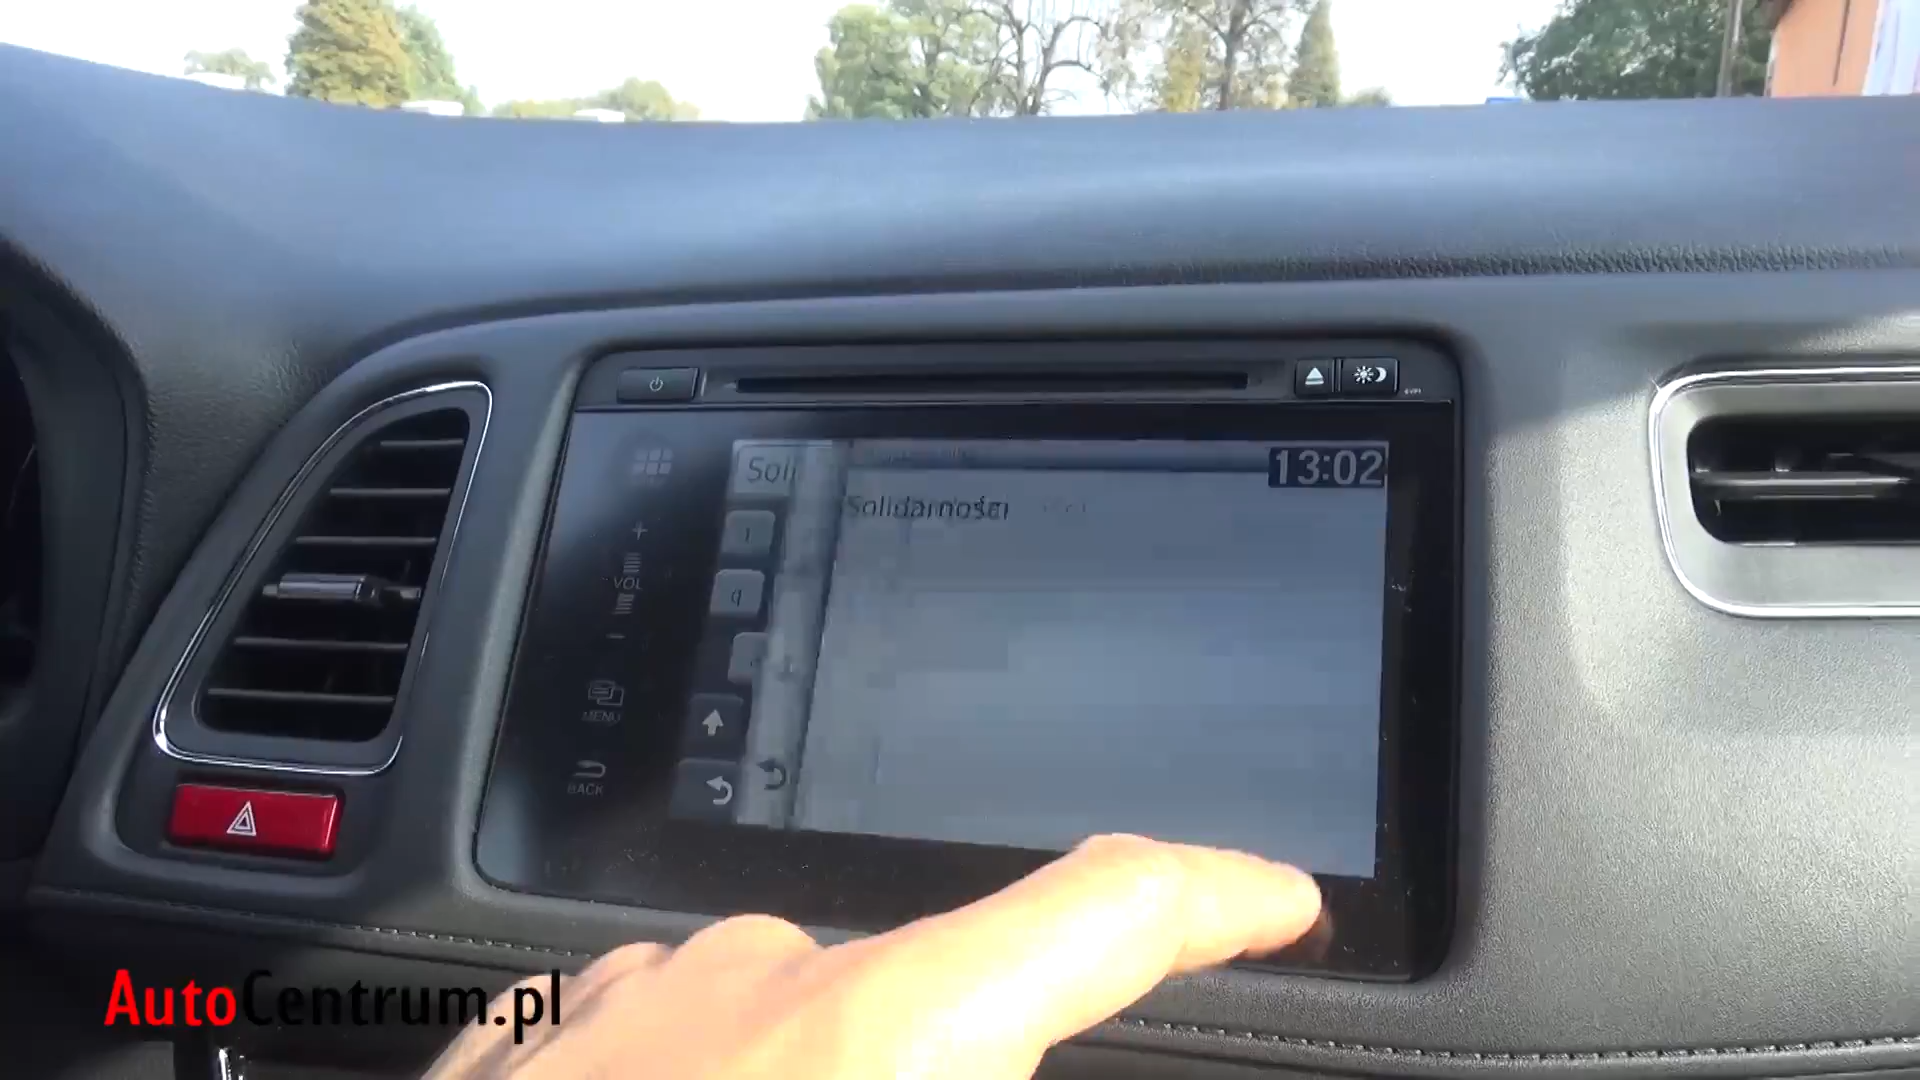 Soli
13:02
Solidarności
l
VOL
q
MENU
BACK
AutoCentrum.pl